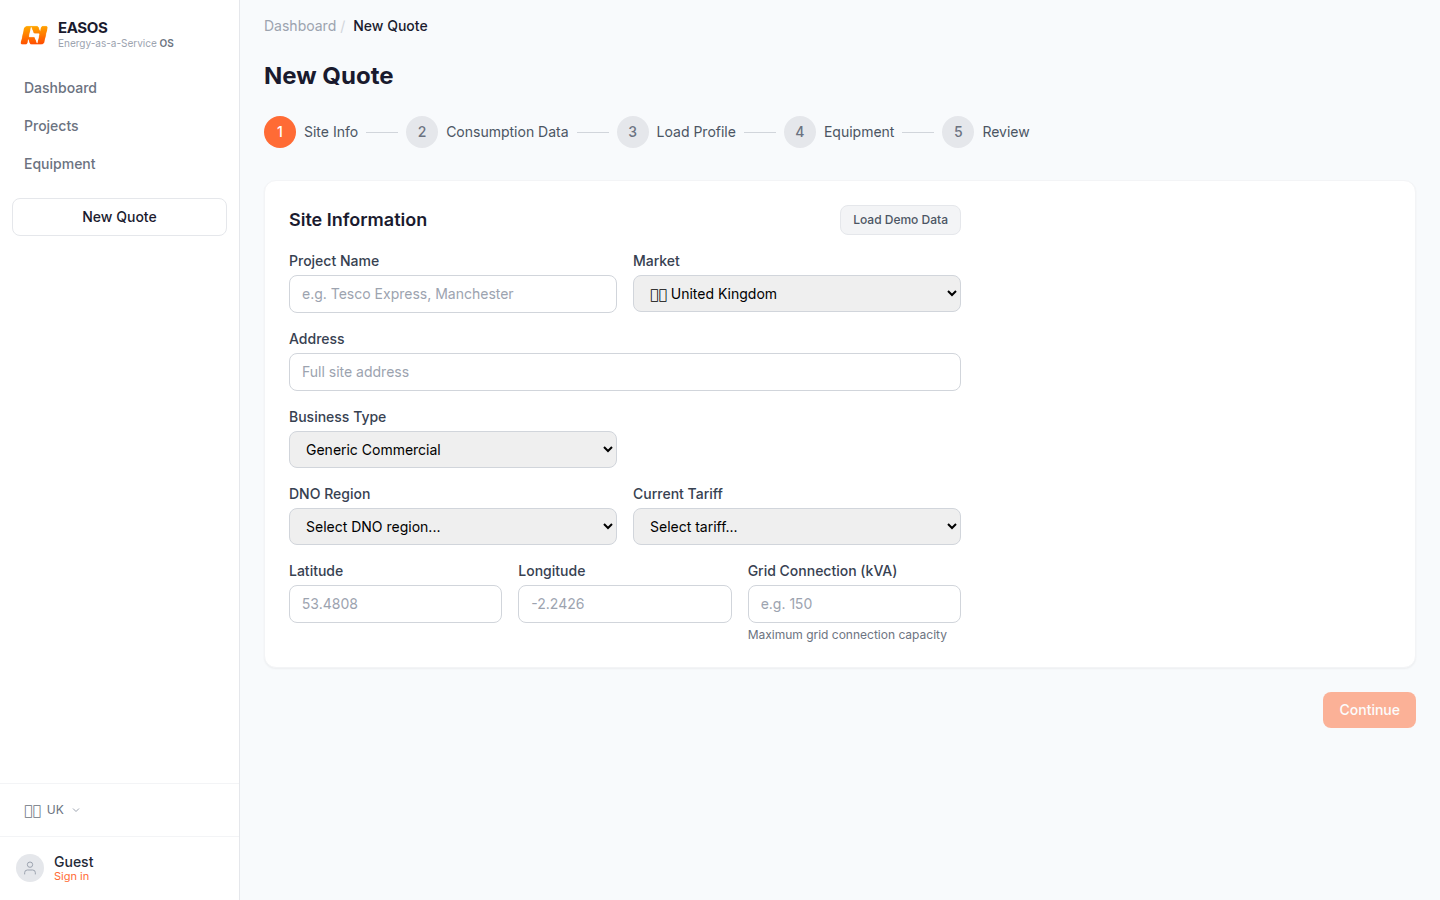 EASOS
Energy-as-a-Service OS
Dashboard
Projects
Equipment
New Quote
UK
Guest
Sign in
Dashboard / New Quote
New Quote
1 Site Info 2 Consumption Data 3 Load Profile 4 Equipment 5 Review
Site Information
Load Demo Data
Project Name Market
e.g. Tesco Express, Manchester United Kingdom
Address
Full site address
Business Type
Generic Commercial
DNO Region Current Tariff
Select DNO region... Select tariff...
Latitude Longitude Grid Connection (kVA)
53.4808 -2.2426 e.g. 150
Maximum grid connection capacity
Continue